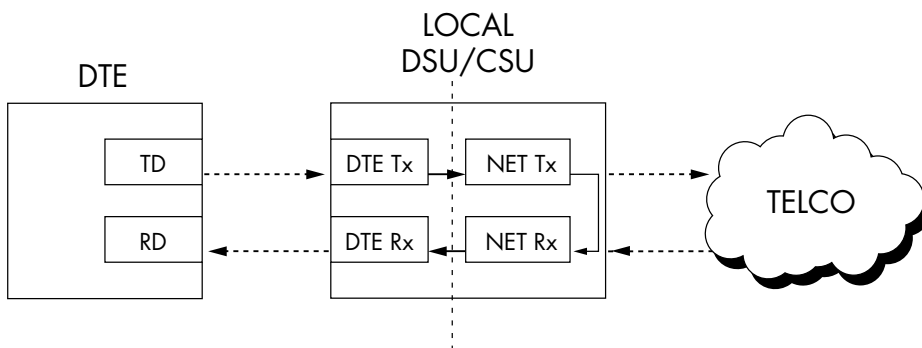 LOCAL
DSU/CSU
DTE
TD
DTE Tx
NET Tx
TELCO
RD
DTE Rx
NET Rx